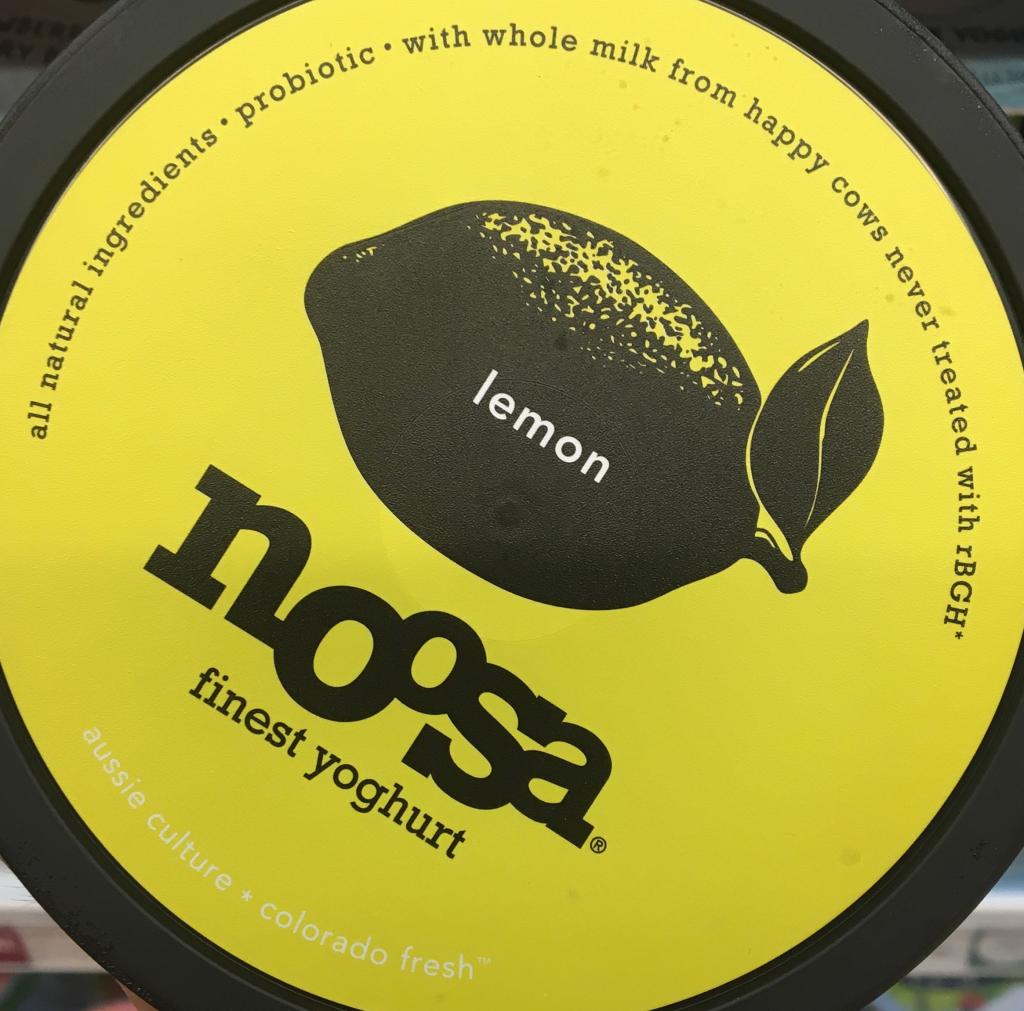 all natural ingredients • probiotic • with whole milk from happy cows never treated with rBGH*
lemon
noosa®
finest yoghurt
aussie culture * colorado fresh™